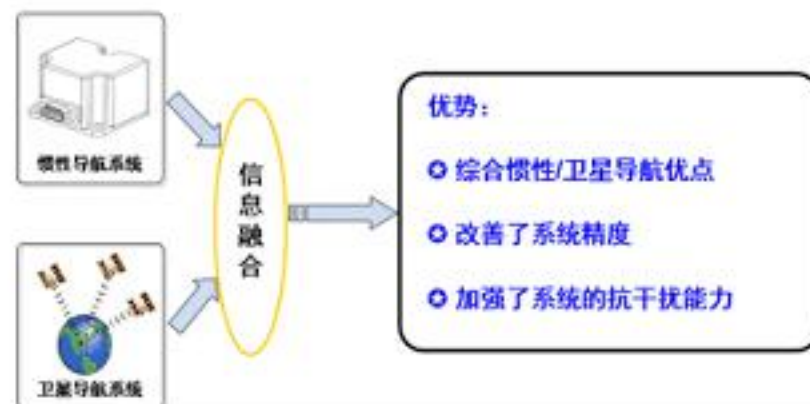 惯性导航系统
卫星导航系统
信息融合
优势：
✪ 综合惯性/卫星导航优点
✪ 改善了系统精度
✪ 加强了系统的抗干扰能力